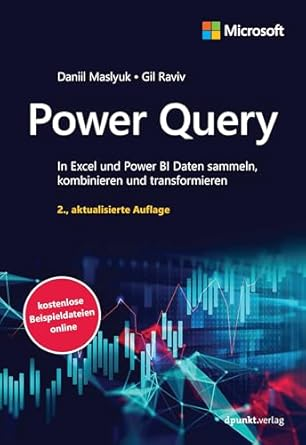 Microsoft
Daniil Maslyuk • Gil Raviv
Power Query
In Excel und Power BI Daten sammeln,
kombinieren und transformieren
2., aktualisierte Auflage
kostenlose
Beispieldateien
online
dpunkt.verlag